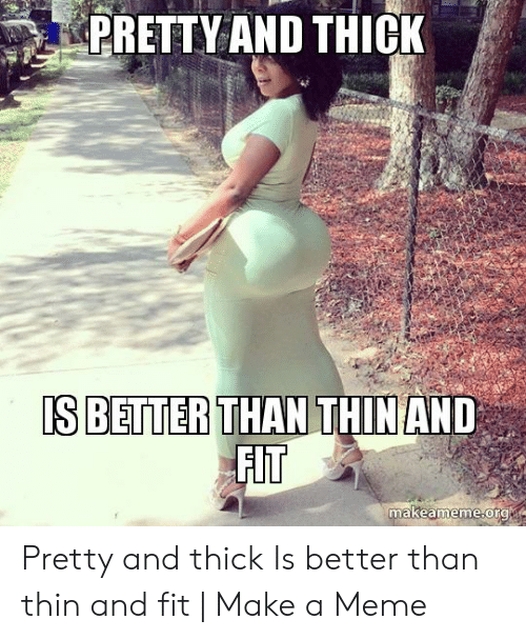 PRETTY AND THICK
IS BETTER THAN THIN AND
FIT
makeameme.org
Pretty and thick Is better than
thin and fit | Make a Meme